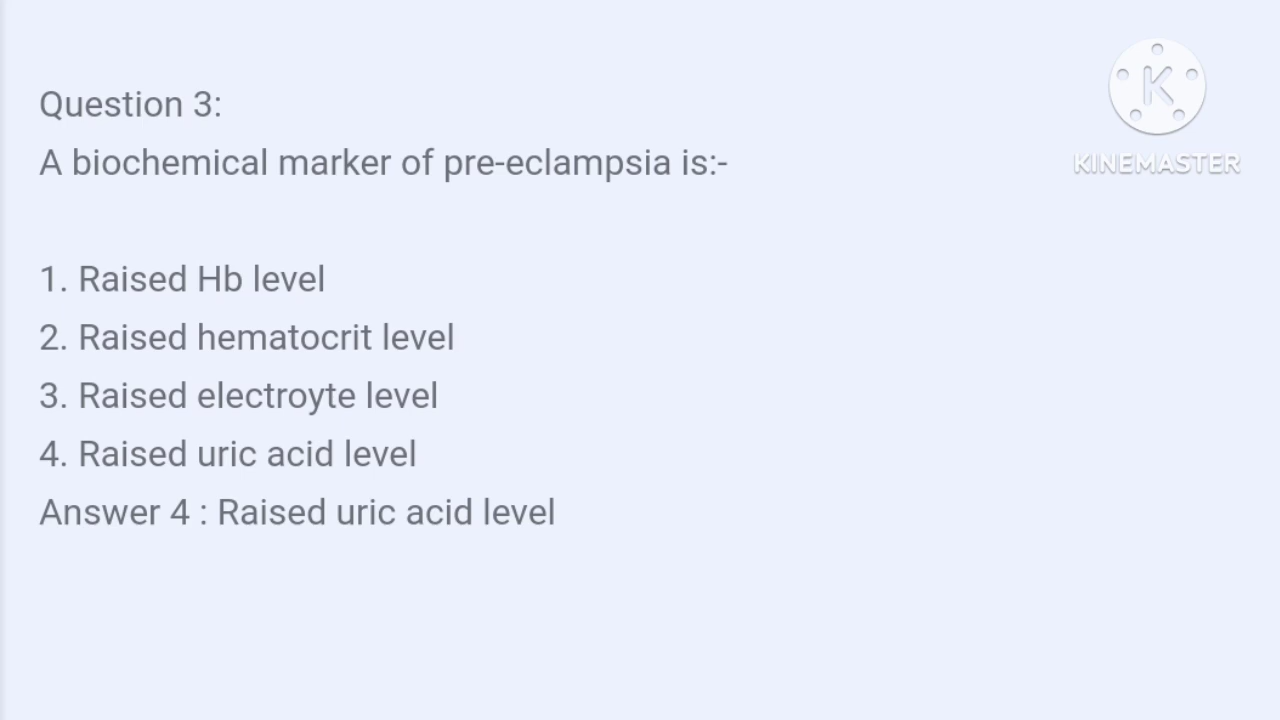 Question 3:
A biochemical marker of pre-eclampsia is:-
1. Raised Hb level
2. Raised hematocrit level
3. Raised electroyte level
4. Raised uric acid level
Answer 4 : Raised uric acid level
K
KINEMASTER